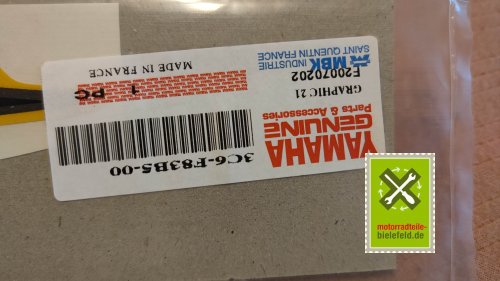 YAMAHA
GENUINE
Parts & Accessories
3C6-F83B5-00
GRAPHIC 21
E20070202
1 PC
MBK INDUSTRIE
SAINT QUENTIN FRANCE
MADE IN FRANCE
motorradteile-
bielefeld.de